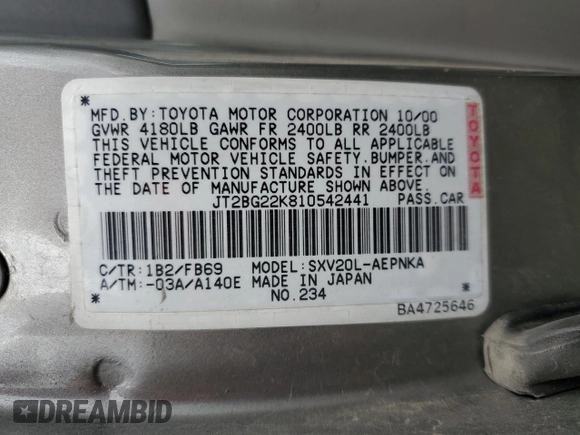 MFD. BY: TOYOTA MOTOR CORPORATION 10/00
GVWR 4180LB GAWR FR 2400LB RR 2400LB
THIS VEHICLE CONFORMS TO ALL APPLICABLE
FEDERAL MOTOR VEHICLE SAFETY, BUMPER, AND
THEFT PREVENTION STANDARDS IN EFFECT ON
THE DATE OF MANUFACTURE SHOWN ABOVE.
JT2BG22K810542441 PASS. CAR
TOYOTA
C/TR: 1B2/FB69 MODEL: SXV20L-AEPNKA
A/TM: -03A/A140E MADE IN JAPAN
NO. 234
BA4725646
DREAMBID